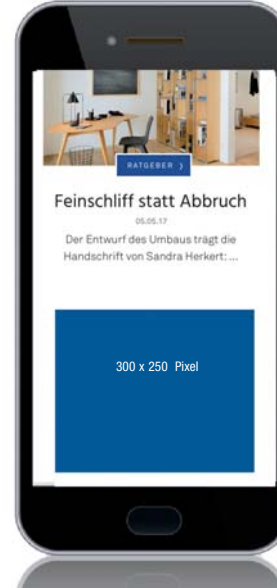 RATGEBER ⟩
Feinschliff statt Abbruch
05.05.17
Der Entwurf des Umbaus trägt die
Handschrift von Sandra Herkert: ...
300 x 250 Pixel